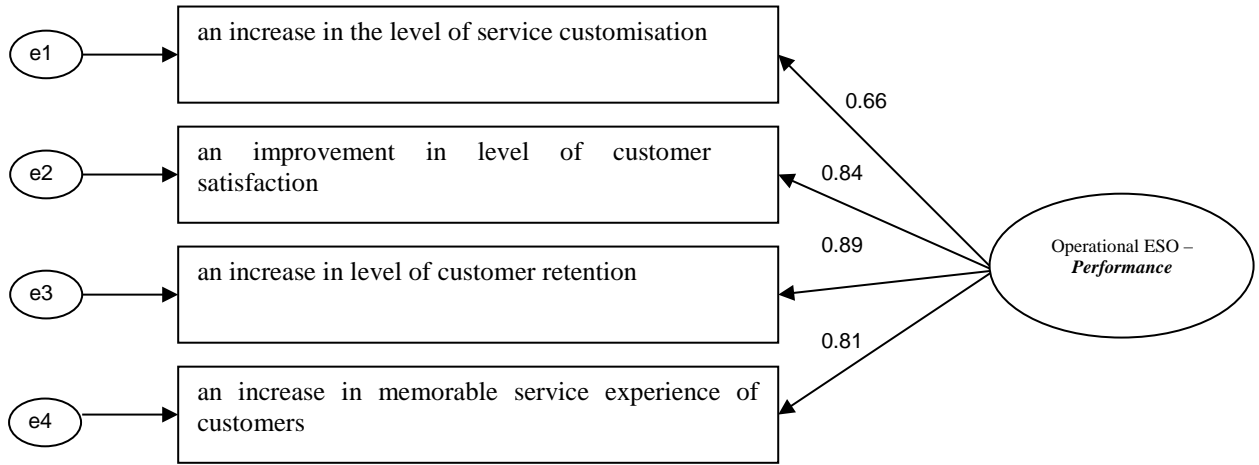 e1
an increase in the level of service customisation
0.66
e2
an improvement in level of customer
satisfaction
0.84
0.89
Operational ESO –
Performance
e3
an increase in level of customer retention
0.81
e4
an increase in memorable service experience of
customers